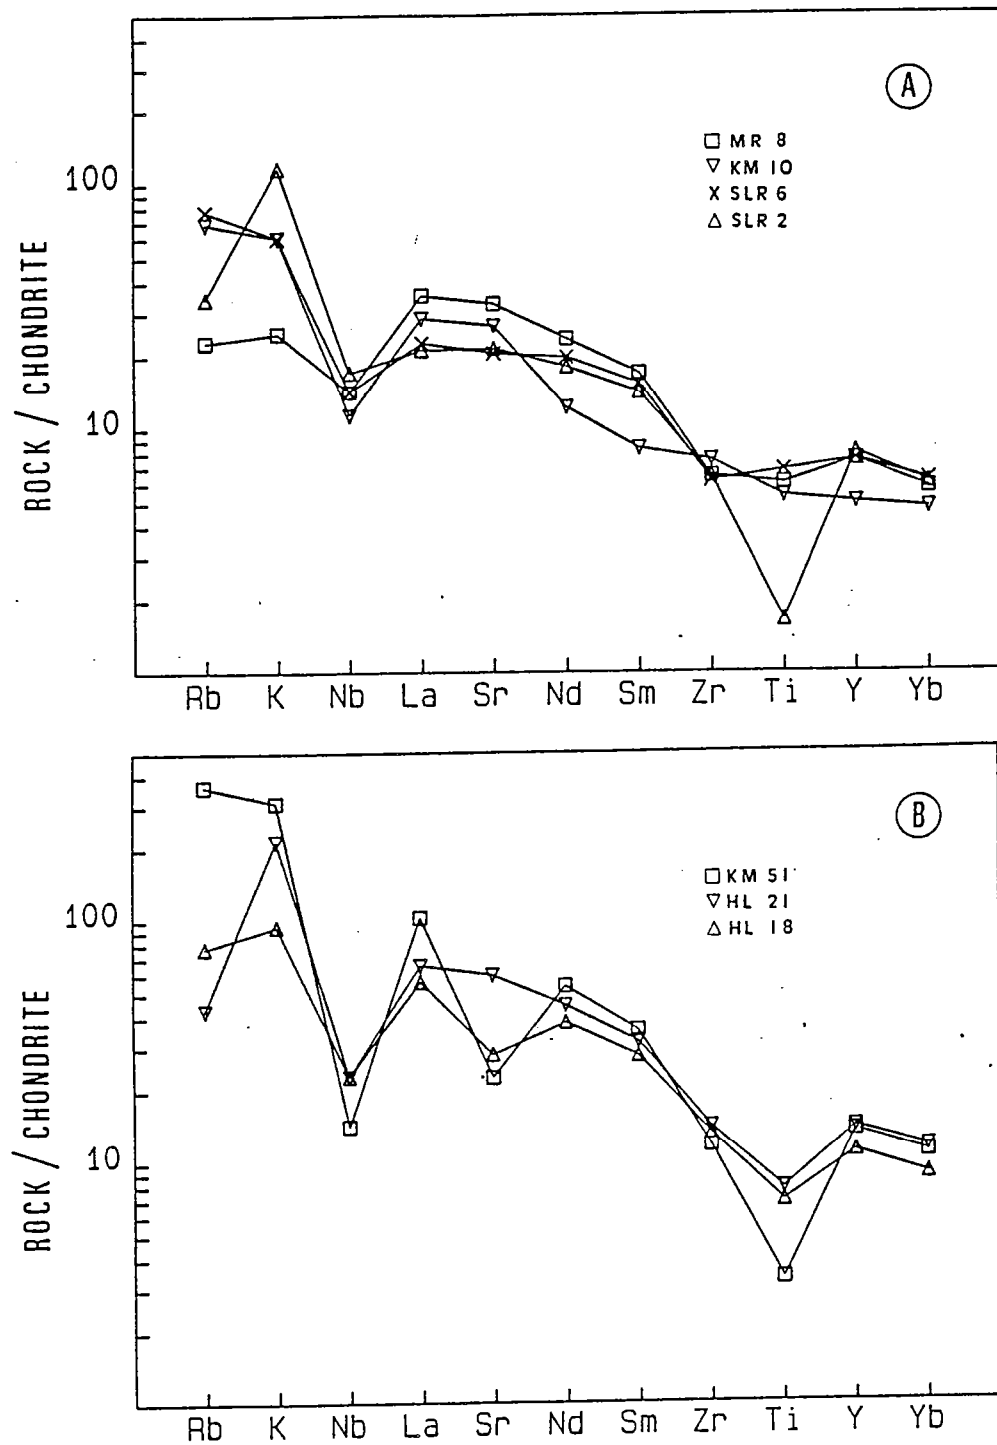 A
MR 8
KM 10
SLR 6
SLR 2
100
10
ROCK / CHONDRITE
Rb K Nb La Sr Nd Sm Zr Ti Y Yb
B
KM 51
HL 21
HL 18
100
10
ROCK / CHONDRITE
Rb K Nb La Sr Nd Sm Zr Ti Y Yb